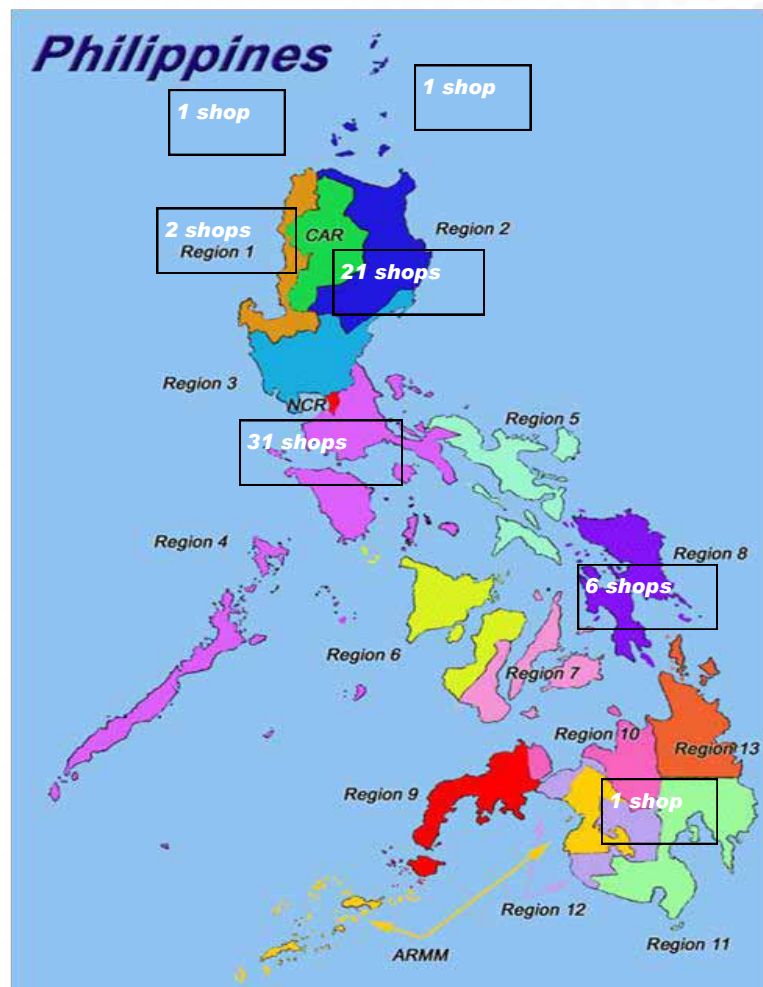 Philippines
1 shop
1 shop
2 shops
Region 1
CAR
Region 2
21 shops
Region 3
NCR
31 shops
Region 5
Region 4
Region 8
6 shops
Region 6
Region 7
Region 10
Region 13
Region 9
1 shop
Region 12
ARMM
Region 11